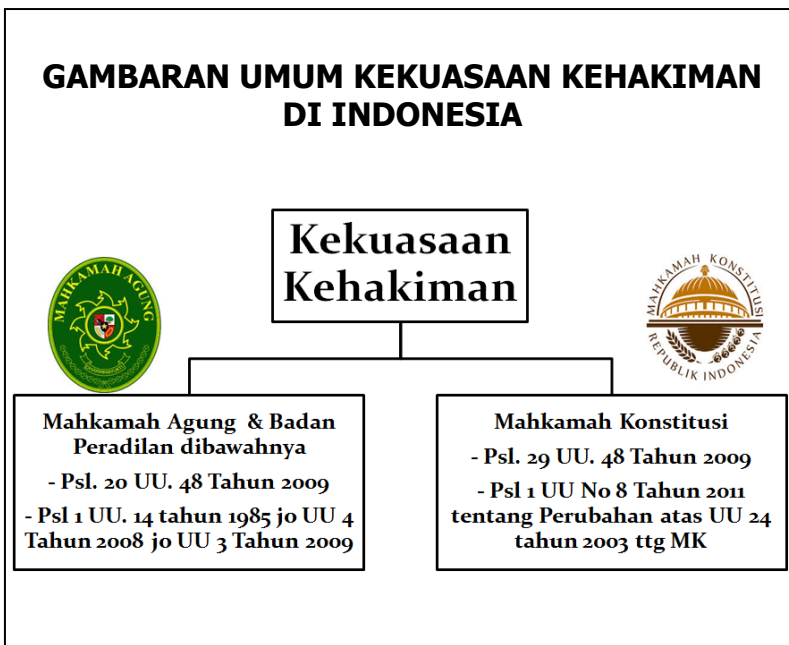 GAMBARAN UMUM KEKUASAAN KEHAKIMAN
DI INDONESIA
Kekuasaan
Kehakiman
MAHKAMAH AGUNG
MAHKAMAH KONSTITUSI
REPUBLIK INDONESIA
Mahkamah Agung & Badan
Peradilan dibawahnya
- Psl. 20 UU. 48 Tahun 2009
- Psl 1 UU. 14 tahun 1985 jo UU 4
Tahun 2008 jo UU 3 Tahun 2009
Mahkamah Konstitusi
- Psl. 29 UU. 48 Tahun 2009
- Psl 1 UU No 8 Tahun 2011
tentang Perubahan atas UU 24
tahun 2003 ttg MK